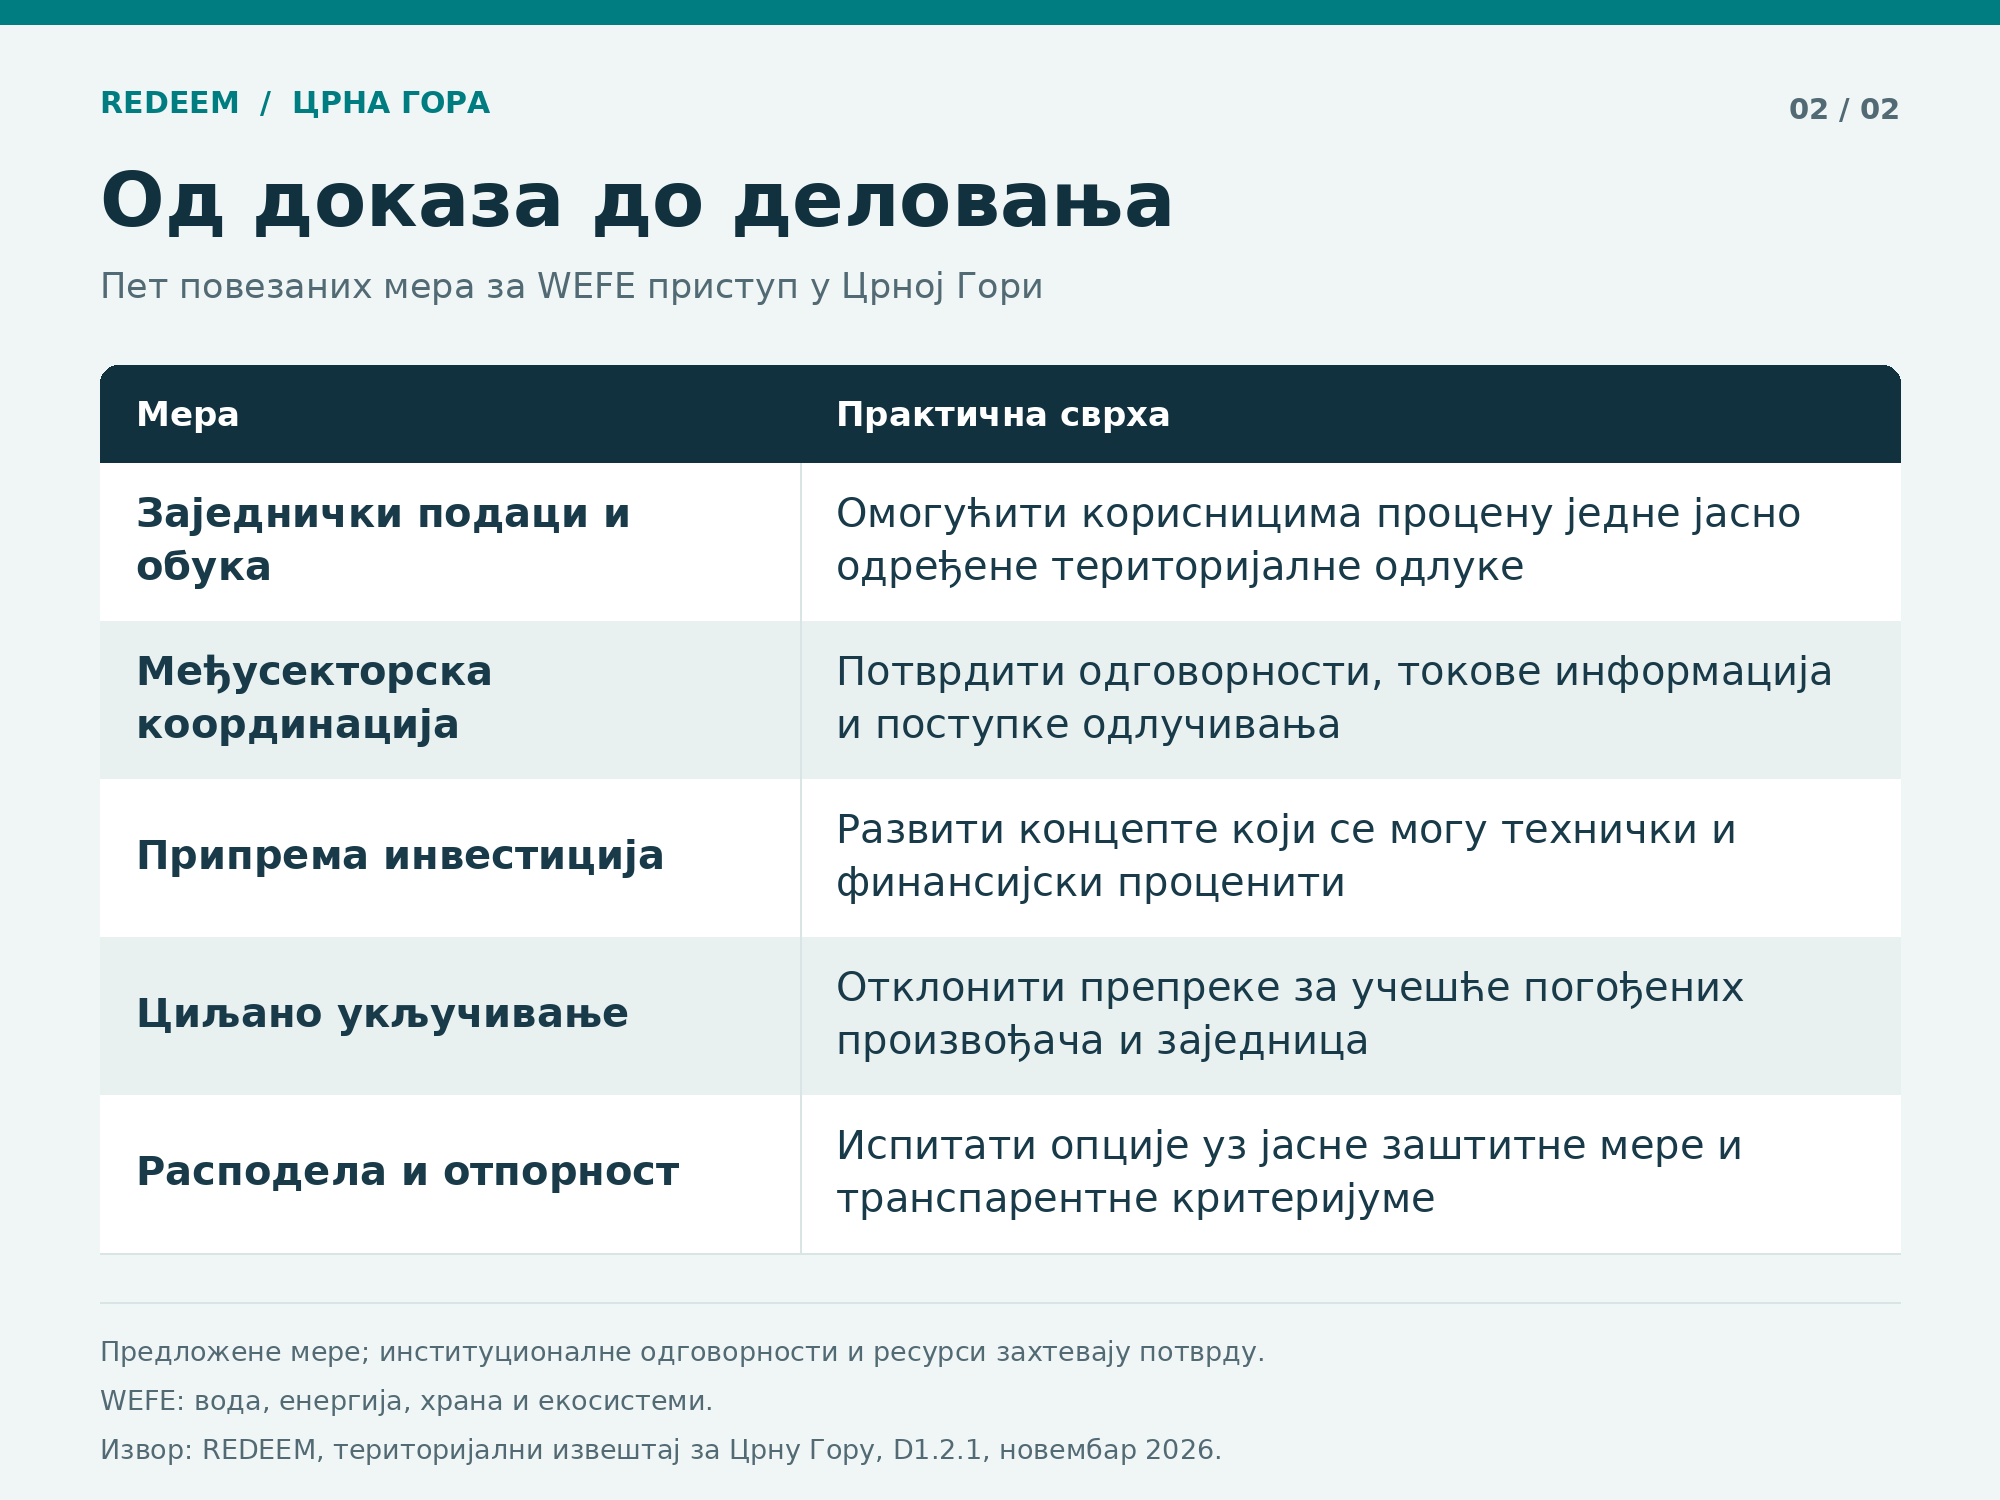 REDEEM / ЦРНА ГОРА
02 / 02
Од доказа до деловања
Пет повезаних мера за WEFE приступ у Црној Гори
Мера
Практична сврха
Заједнички подаци и
обука
Омогућити корисницима процену једне јасно
одређене територијалне одлуке
Међусекторска
координација
Потврдити одговорности, токове информација
и поступке одлучивања
Припрема инвестиција
Развити концепте који се могу технички и
финансијски проценити
Циљано укључивање
Отклонити препреке за учешће погођених
произвођача и заједница
Расподела и отпорност
Испитати опције уз јасне заштитне мере и
транспарентне критеријуме
Предложене мере; институционалне одговорности и ресурси захтевају потврду.
WEFE: вода, енергија, храна и екосистеми.
Извор: REDEEM, територијални извештај за Црну Гору, D1.2.1, новембар 2026.